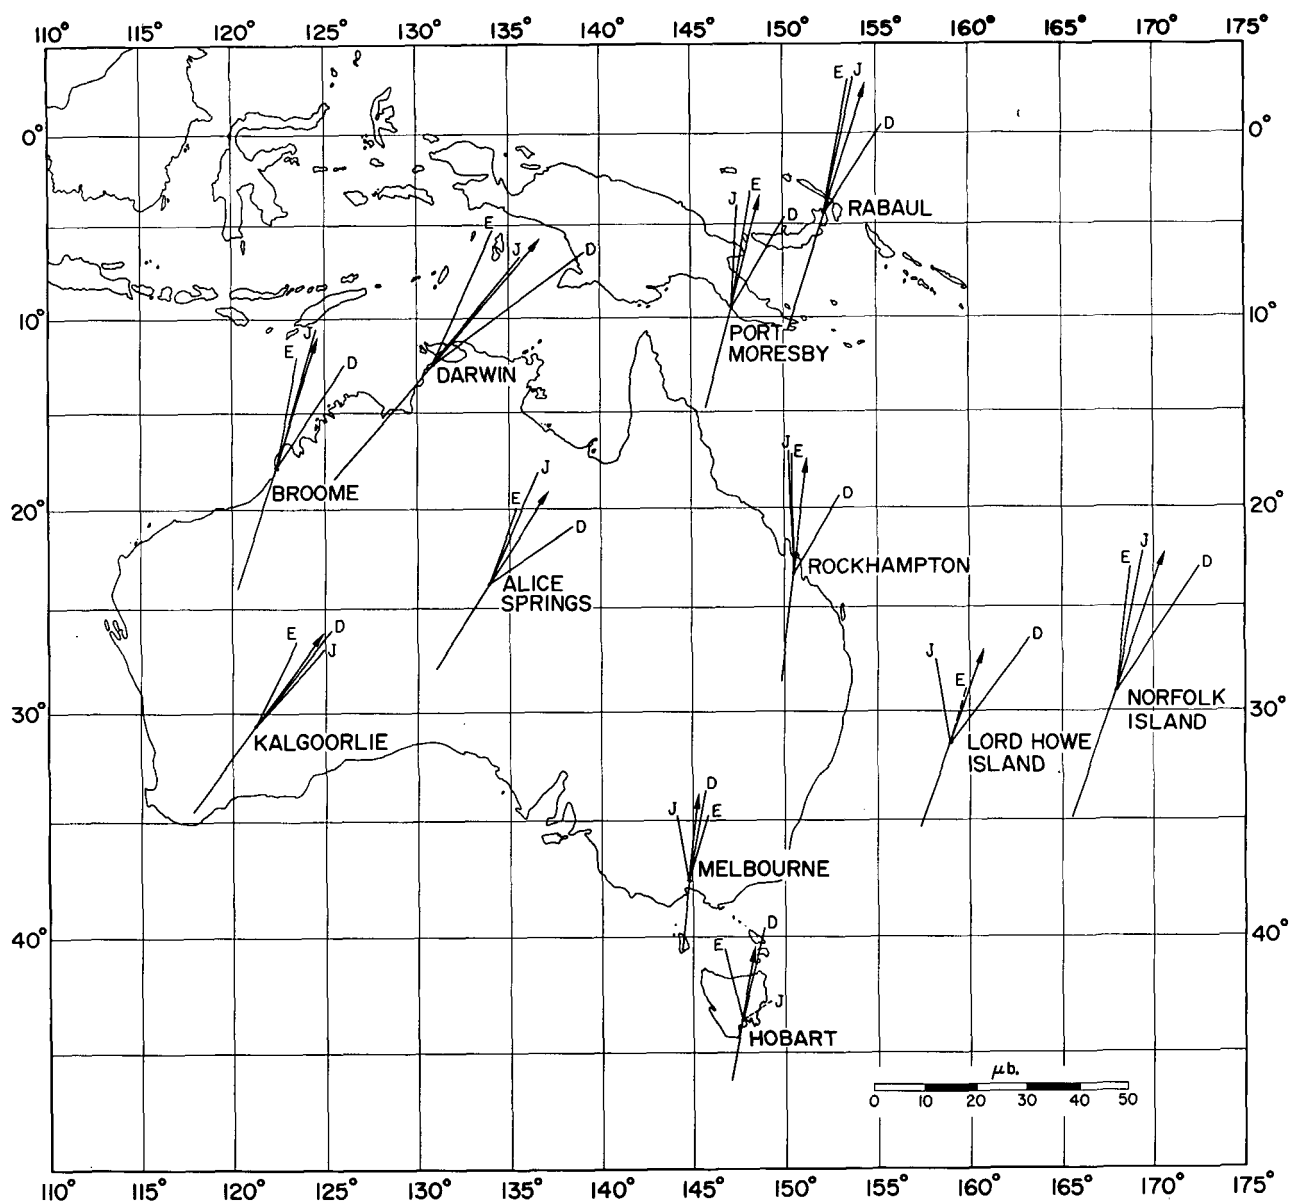 110° 115° 120° 125° 130° 135° 140° 145° 150° 155° 160° 165° 170° 175°
E J
D
0° 0°
J E
D
RABAUL
E
J D
10° 10°
J
E
D
PORT
MORESBY
DARWIN
J
E
BROOME
J
E
D
20° 20°
D
ROCKHAMPTON
ALICE
SPRINGS
J
E
D
E D
J
J
D
E
30° 30°
NORFOLK
ISLAND
KALGOORLIE
LORD HOWE
ISLAND
D
J E
MELBOURNE
D
E
40° 40°
J
HOBART
μb.
0 10 20 30 40 50
110° 115° 120° 125° 130° 135° 140° 145° 150° 155° 160° 165° 170° 175°